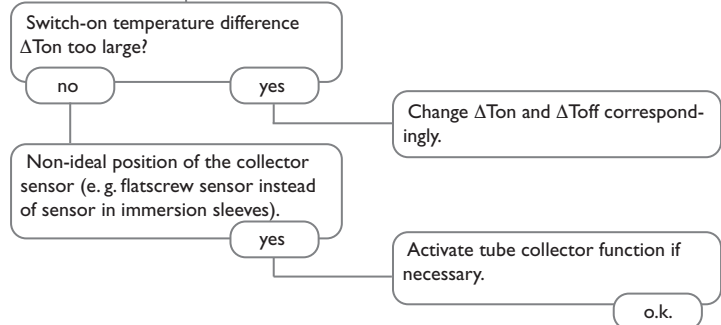 Switch-on temperature difference
ΔTon too large?
no
yes
Change ΔTon and ΔToff correspond-
ingly.
Non-ideal position of the collector
sensor (e. g. flatscrew sensor instead
of sensor in immersion sleeves).
yes
Activate tube collector function if
necessary.
o.k.